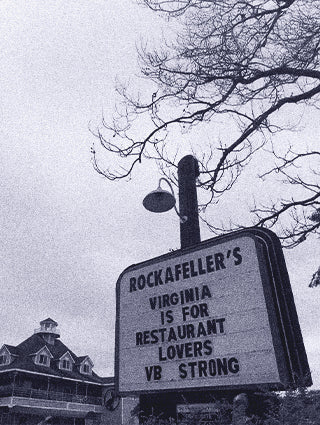 ROCKAFELLER'S
VIRGINIA
IS FOR
RESTAURANT
LOVERS
VB STRONG